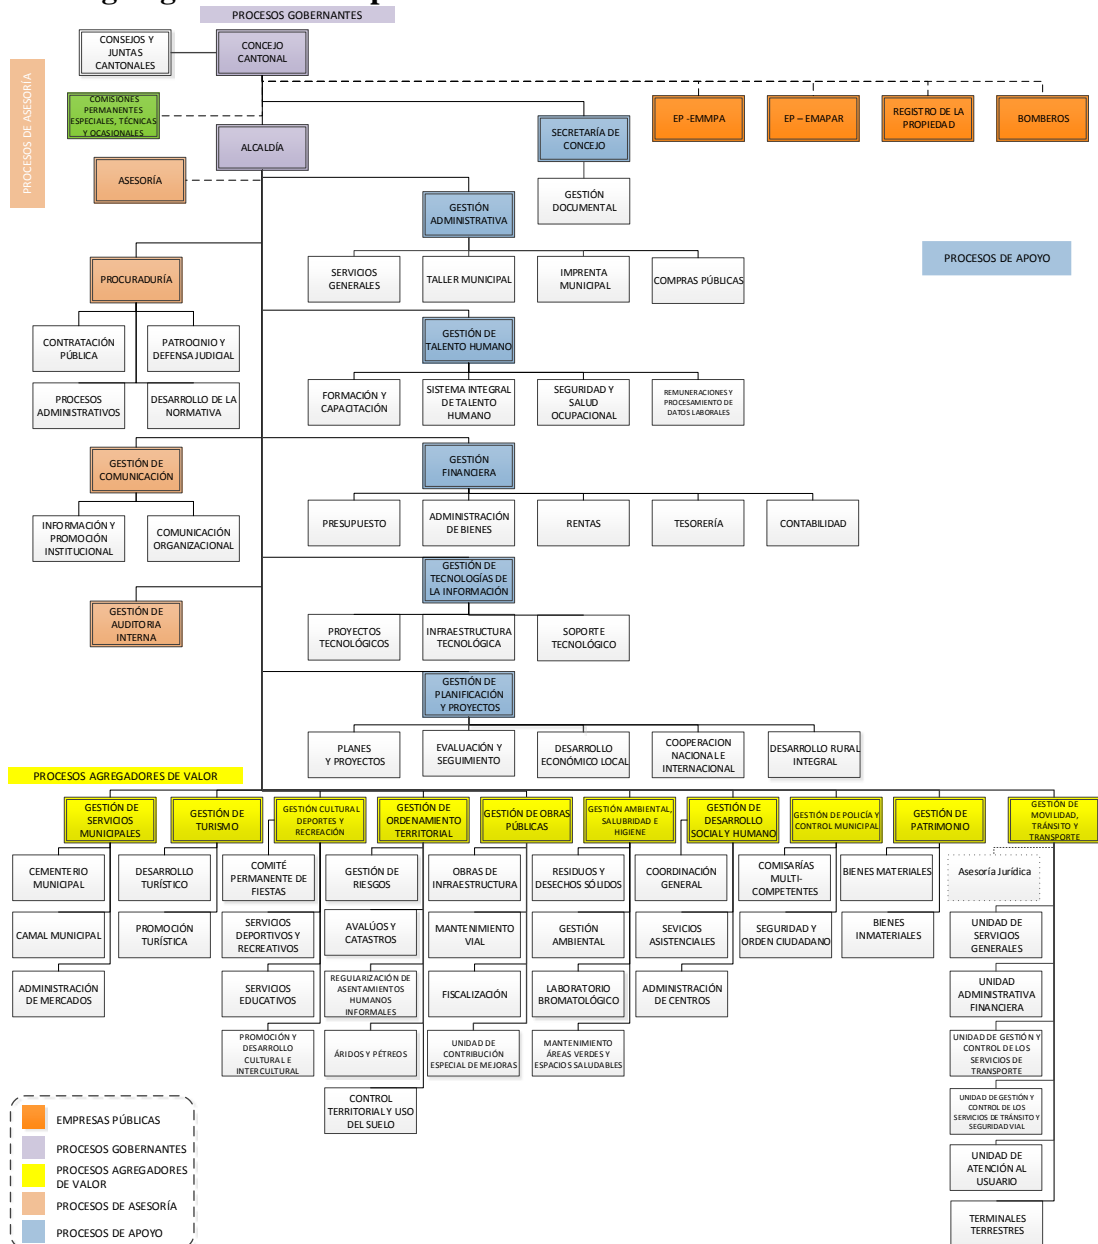 PROCESOS GOBERNANTES
CONSEJOS Y
JUNTAS
CANTONALES
CONCEJO
CANTONAL
PROCESOS DE ASESORÍA
COMISIONES
PERMANENTES
ESPECIALES, TÉCNICAS
Y OCASIONALES
EP -EMMPA
EP – EMAPAR
REGISTRO DE LA
PROPIEDAD
BOMBEROS
ALCALDÍA
SECRETARÍA DE
CONCEJO
ASESORÍA
GESTIÓN
DOCUMENTAL
GESTIÓN
ADMINISTRATIVA
PROCESOS DE APOYO
PROCURADURÍA
SERVICIOS
GENERALES
TALLER MUNICIPAL
IMPRENTA
MUNICIPAL
COMPRAS PÚBLICAS
CONTRATACIÓN
PÚBLICA
PATROCINIO Y
DEFENSA JUDICIAL
GESTIÓN DE
TALENTO HUMANO
PROCESOS
ADMINISTRATIVOS
DESARROLLO DE LA
NORMATIVA
FORMACIÓN Y
CAPACITACIÓN
SISTEMA INTEGRAL
DE TALENTO
HUMANO
SEGURIDAD Y
SALUD
OCUPACIONAL
REMUNERACIONES Y
PROCESAMIENTO DE
DATOS LABORALES
GESTIÓN DE
COMUNICACIÓN
GESTIÓN
FINANCIERA
INFORMACIÓN Y
PROMOCIÓN
INSTITUCIONAL
COMUNICACIÓN
ORGANIZACIONAL
PRESUPUESTO
ADMINISTRACIÓN
DE BIENES
RENTAS
TESORERÍA
CONTABILIDAD
GESTIÓN DE
TECNOLOGÍAS DE
LA INFORMACIÓN
GESTIÓN DE
AUDITORIA
INTERNA
PROYECTOS
TECNOLÓGICOS
INFRAESTRUCTURA
TECNOLÓGICA
SOPORTE
TECNOLÓGICO
GESTIÓN DE
PLANIFICACIÓN
Y PROYECTOS
PLANES
Y PROYECTOS
EVALUACIÓN Y
SEGUIMIENTO
DESARROLLO
ECONÓMICO LOCAL
COOPERACION
NACIONAL E
INTERNACIONAL
DESARROLLO RURAL
INTEGRAL
PROCESOS AGREGADORES DE VALOR
GESTIÓN DE
SERVICIOS
MUNICIPALES
GESTIÓN DE
TURISMO
GESTIÓN CULTURAL
DEPORTES Y
RECREACIÓN
GESTIÓN DE
ORDENAMIENTO
TERRITORIAL
GESTIÓN DE OBRAS
PÚBLICAS
GESTIÓN AMBIENTAL,
SALUBRIDAD E
HIGIENE
GESTIÓN DE
DESARROLLO
SOCIAL Y HUMANO
GESTIÓN DE POLICÍA Y
CONTROL MUNICIPAL
GESTIÓN DE
PATRIMONIO
GESTIÓN DE
MOVILIDAD,
TRÁNSITO Y
TRANSPORTE
CEMENTERIO
MUNICIPAL
DESARROLLO
TURÍSTICO
COMITÉ
PERMANENTE DE
FIESTAS
GESTIÓN DE
RIESGOS
OBRAS DE
INFRAESTRUCTURA
RESIDUOS Y
DESECHOS SÓLIDOS
COORDINACIÓN
GENERAL
COMISARÍAS
MULTI-
COMPETENTES
BIENES MATERIALES
Asesoría Jurídica
CAMAL MUNICIPAL
PROMOCIÓN
TURÍSTICA
SERVICIOS
DEPORTIVOS Y
RECREATIVOS
AVALÚOS Y
CATASTROS
MANTENIMIENTO
VIAL
GESTIÓN
AMBIENTAL
SEVICIOS
ASISTENCIALES
SEGURIDAD Y
ORDEN CIUDADANO
BIENES
INMATERIALES
UNIDAD DE
SERVICIOS
GENERALES
ADMINISTRACIÓN
DE MERCADOS
SERVICIOS
EDUCATIVOS
REGULARIZACIÓN DE
ASENTAMIENTOS
HUMANOS
INFORMALES
FISCALIZACIÓN
LABORATORIO
BROMATOLÓGICO
ADMINISTRACIÓN
DE CENTROS
UNIDAD
ADMINISTRATIVA
FINANCIERA
PROMOCIÓN Y
DESARROLLO
CULTURAL E
INTERCULTURAL
ÁRIDOS Y PÉTREOS
UNIDAD DE
CONTRIBUCIÓN
ESPECIAL DE MEJORAS
MANTENIMIENTO
ÁREAS VERDES Y
ESPACIOS SALUDABLES
UNIDAD DE GESTIÓN Y
CONTROL DE LOS
SERVICIOS DE
TRANSPORTE
CONTROL
TERRITORIAL Y USO
DEL SUELO
UNIDAD DE GESTIÓN Y
CONTROL DE LOS
SERVICIOS DE TRÁNSITO Y
SEGURIDAD VIAL
UNIDAD DE
ATENCIÓN AL
USUARIO
TERMINALES
TERRESTRES
EMPRESAS PÚBLICAS
PROCESOS GOBERNANTES
PROCESOS AGREGADORES
DE VALOR
PROCESOS DE ASESORÍA
PROCESOS DE APOYO